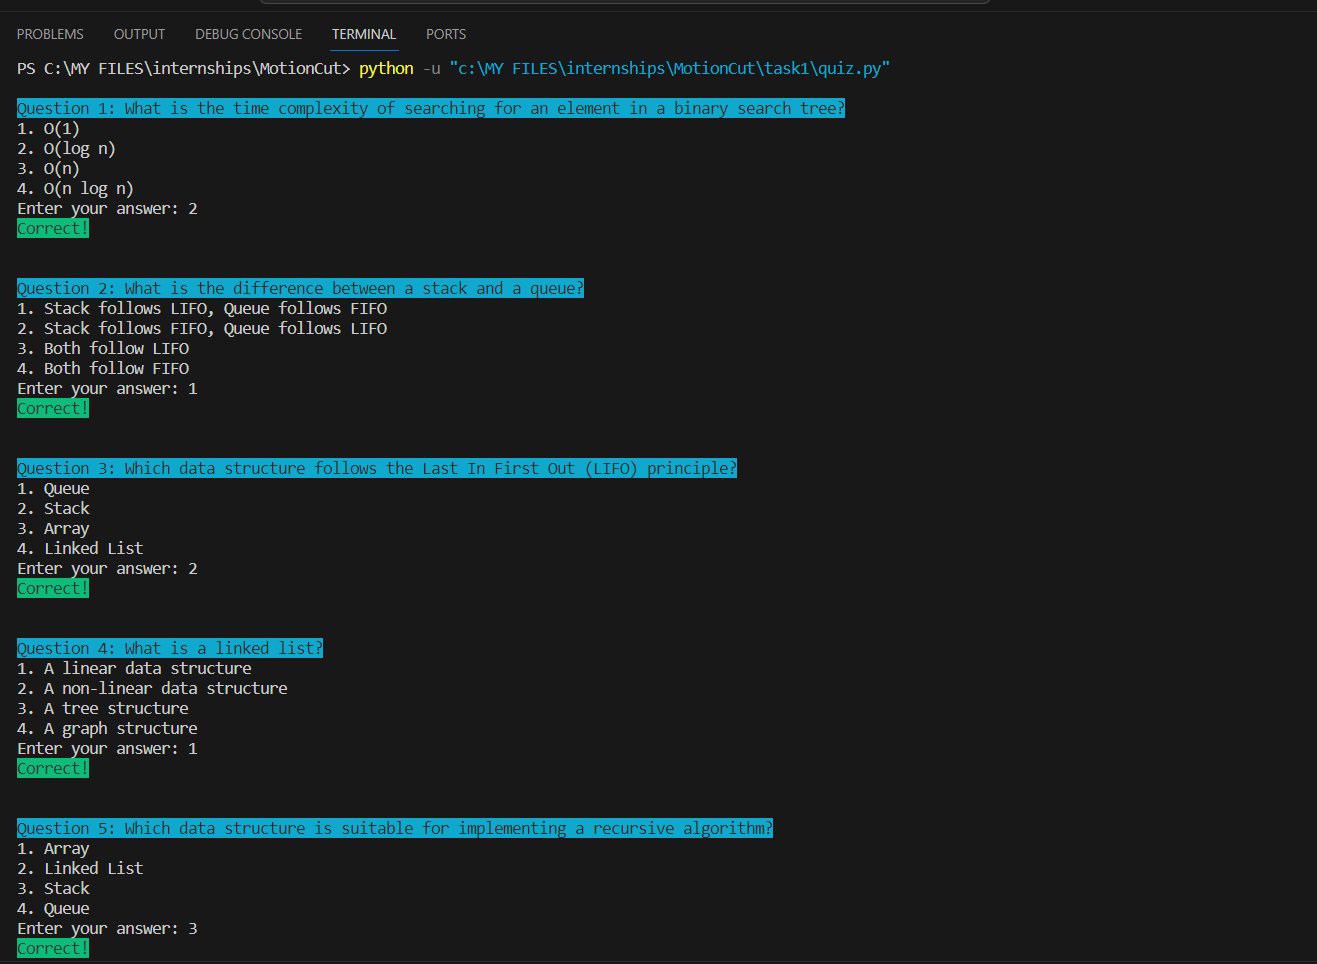 PROBLEMS OUTPUT DEBUG CONSOLE TERMINAL PORTS
PS C:\MY FILES\internships\MotionCut> python -u "c:\MY FILES\internships\MotionCut\task1\quiz.py"
Question 1: What is the time complexity of searching for an element in a binary search tree?
1. O(1)
2. O(log n)
3. O(n)
4. O(n log n)
Enter your answer: 2
Correct!
Question 2: What is the difference between a stack and a queue?
1. Stack follows LIFO, Queue follows FIFO
2. Stack follows FIFO, Queue follows LIFO
3. Both follow LIFO
4. Both follow FIFO
Enter your answer: 1
Correct!
Question 3: Which data structure follows the Last In First Out (LIFO) principle?
1. Queue
2. Stack
3. Array
4. Linked List
Enter your answer: 2
Correct!
Question 4: What is a linked list?
1. A linear data structure
2. A non-linear data structure
3. A tree structure
4. A graph structure
Enter your answer: 1
Correct!
Question 5: Which data structure is suitable for implementing a recursive algorithm?
1. Array
2. Linked List
3. Stack
4. Queue
Enter your answer: 3
Correct!